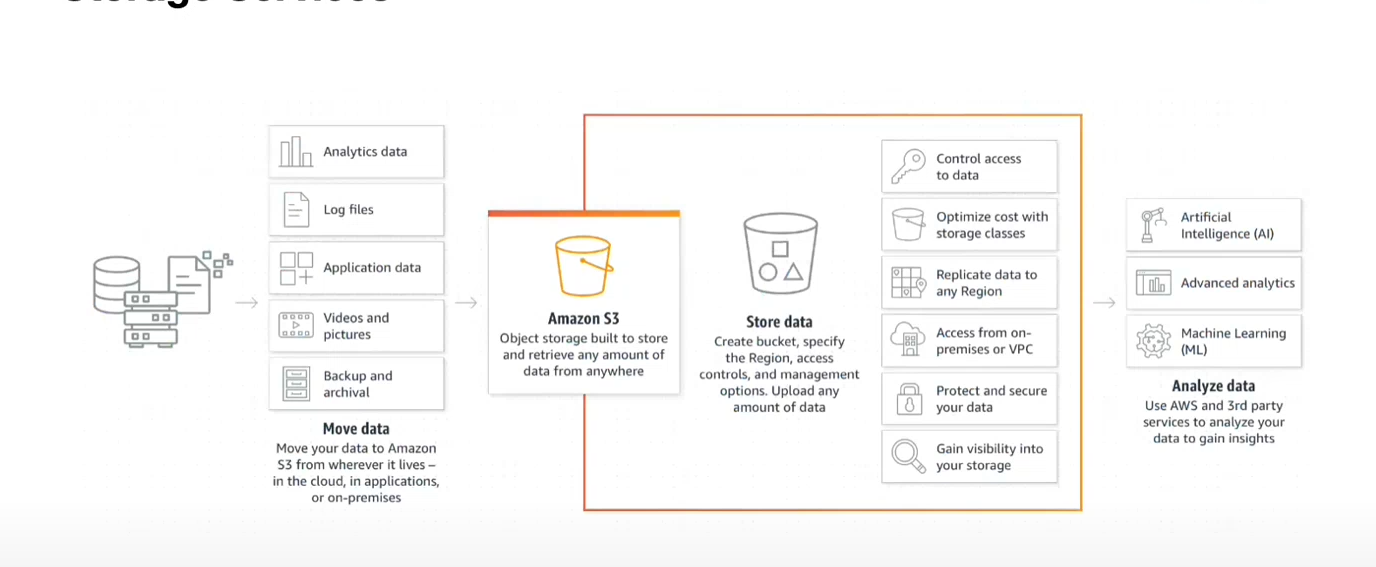 Storage Services
Analytics data
Log files
Application data
Videos and
pictures
Backup and
archival
Move data
Move your data to Amazon
S3 from wherever it lives –
in the cloud, in applications,
or on-premises
Amazon S3
Object storage built to store
and retrieve any amount of
data from anywhere
Store data
Create bucket, specify
the Region, access
controls, and management
options. Upload any
amount of data
Control access
to data
Optimize cost with
storage classes
Replicate data to
any Region
Access from on-
premises or VPC
Protect and secure
your data
Gain visibility into
your storage
Artificial
Intelligence (AI)
Advanced analytics
Machine Learning
(ML)
Analyze data
Use AWS and 3rd party
services to analyze your
data to gain insights